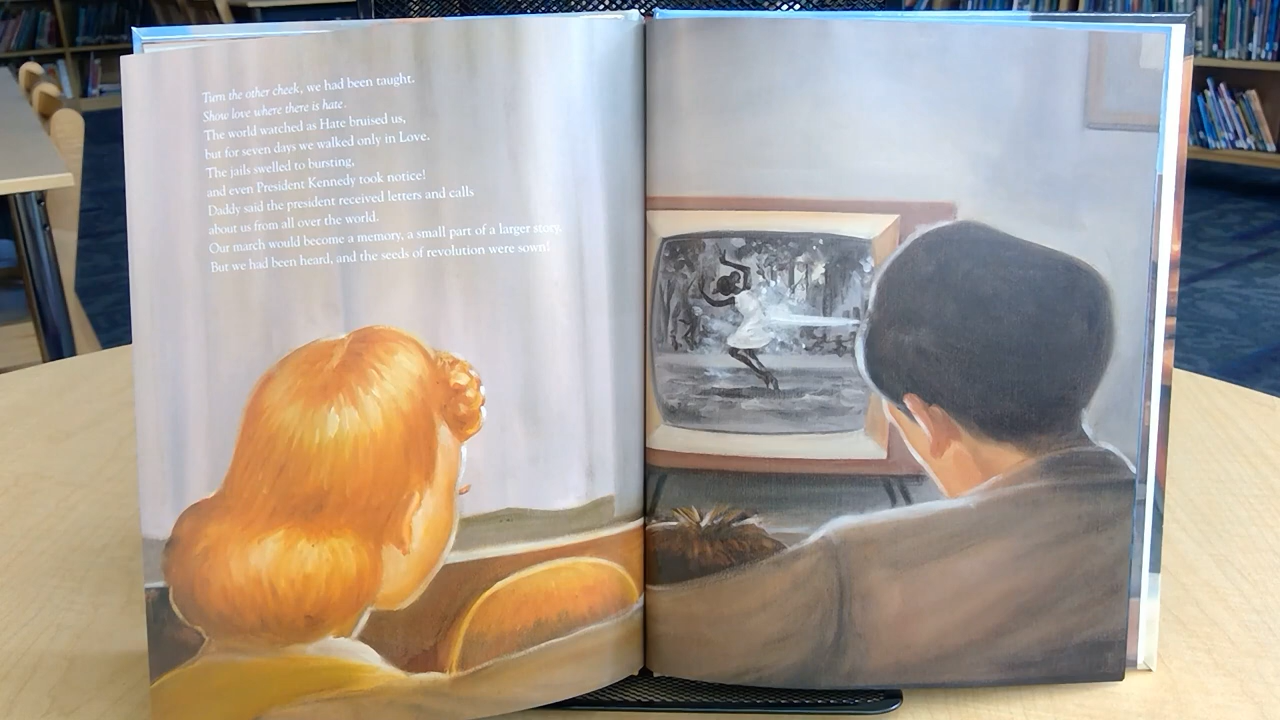 Turn the other cheek, we had been taught.
Show love where there is hate.
The world watched as Hate bruised us,
but for seven days we walked only in Love.
The jails swelled to bursting,
and even President Kennedy took notice!
Daddy said the president received letters and calls
about us from all over the world.
Our march would become a memory, a small part of a larger story.
But we had been heard, and the seeds of revolution were sown!